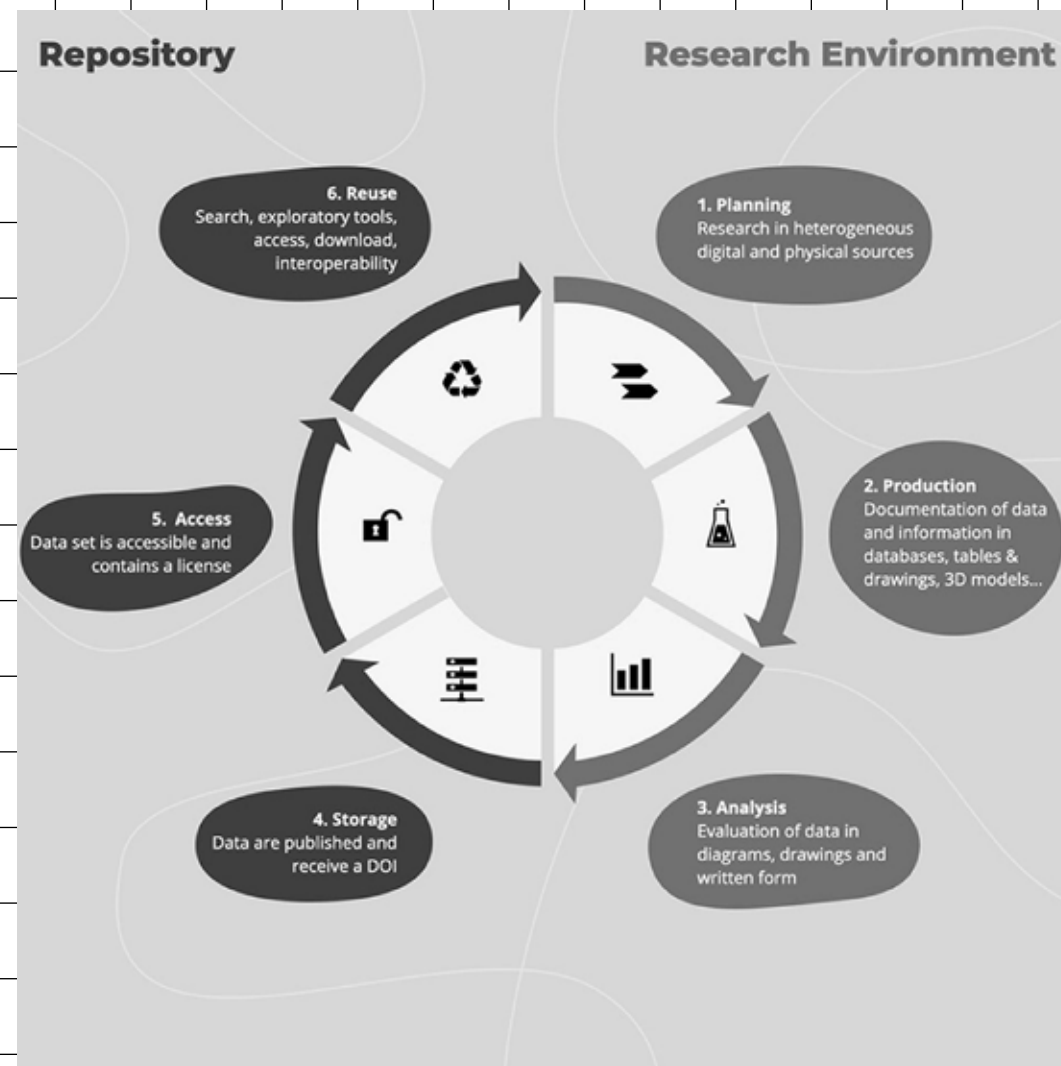 Repository
Research Environment
6. Reuse
Search, exploratory tools,
access, download,
interoperability
1. Planning
Research in heterogeneous
digital and physical sources
5. Access
Data set is accessible and
contains a license
2. Production
Documentation of data
and information in
databases, tables &
drawings, 3D models...
4. Storage
Data are published and
receive a DOI
3. Analysis
Evaluation of data in
diagrams, drawings and
written form